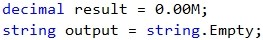 decimal result = 0.00M;
string output = string.Empty;